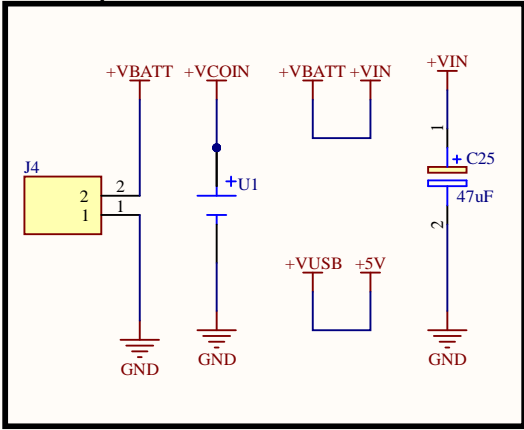 +VBATT +VCOIN +VBATT +VIN +VIN
J4
2
1
2
1
+U1
1
+ C25
47uF
2
+VUSB +5V
GND
GND
GND